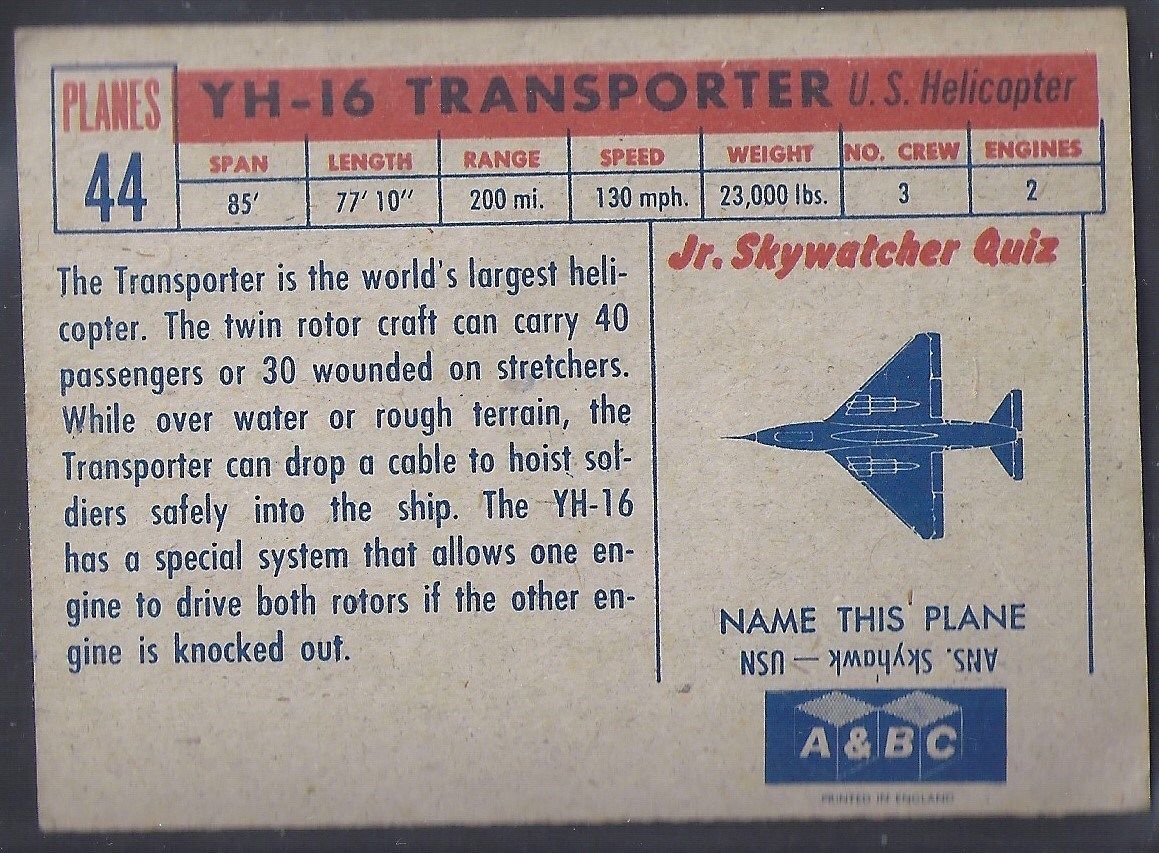 PLANES
44
YH-16 TRANSPORTER U.S. Helicopter
SPAN LENGTH RANGE SPEED WEIGHT NO. CREW ENGINES
85' 77' 10" 200 mi. 130 mph. 23,000 lbs. 3 2
The Transporter is the world's largest heli-
copter. The twin rotor craft can carry 40
passengers or 30 wounded on stretchers.
While over water or rough terrain, the
Transporter can drop a cable to hoist sol-
diers safely into the ship. The YH-16
has a special system that allows one en-
gine to drive both rotors if the other en-
gine is knocked out.
Jr. Skywatcher Quiz
NAME THIS PLANE
ANS. Skyhawk — USN
A & B C
PRINTED IN ENGLAND